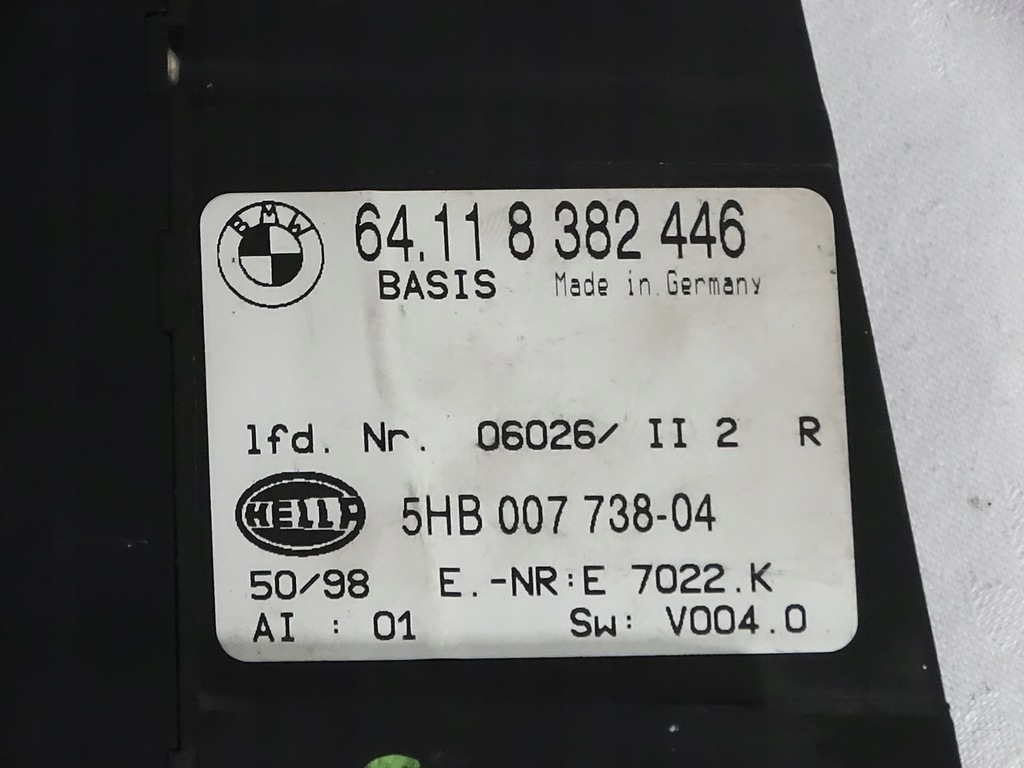 BMW
64.11 8 382 446
BASIS Made in Germany
lfd. Nr. 06026/ II 2 R
HELLA
5HB 007 738-04
50/98 E.-NR:E 7022.K
AI : 01 Sw: V004.0